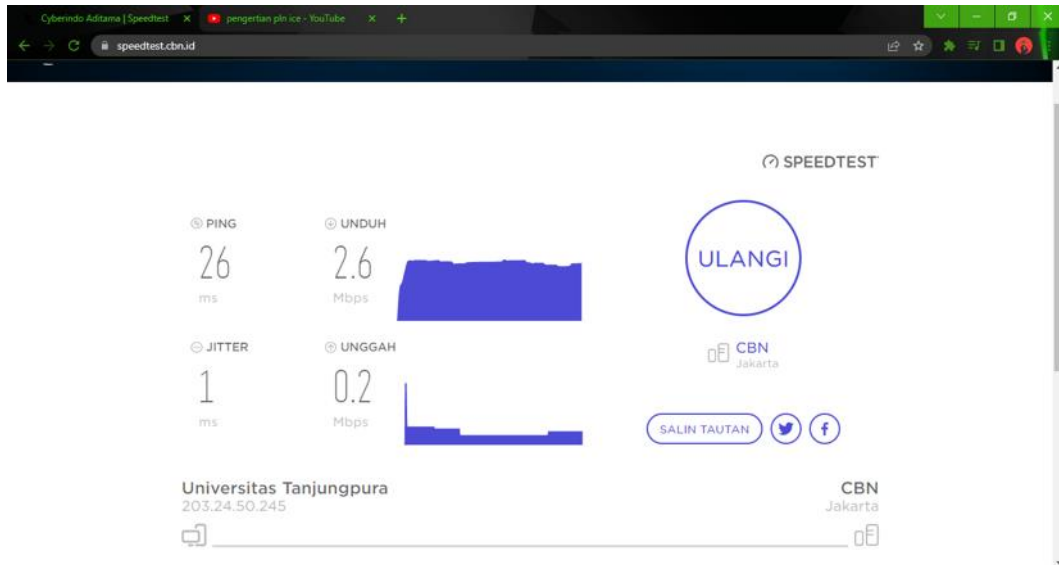 Cyberindo Aditama | Speedtest
pengertian pln ice - YouTube
speedtest.cbn.id
SPEEDTEST
PING
UNDUH
26
2.6
ms
Mbps
ULANGI
JITTER
UNGGAH
CBN
Jakarta
1
0.2
ms
Mbps
SALIN TAUTAN
Universitas Tanjungpura
203.24.50.245
CBN
Jakarta